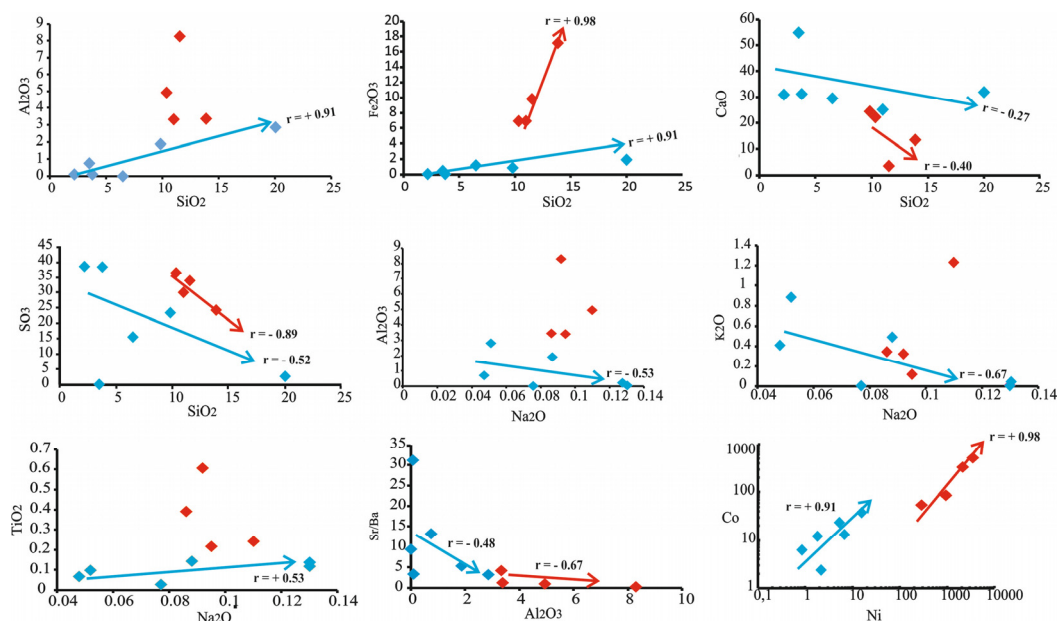 Al2O3
9
8
7
6
5
4
3
2
1
0
0 5 10 15 20 25
SiO2
r = + 0.91
Fe2O3
20
18
16
14
12
10
8
6
4
2
0
0 5 10 15 20 25
SiO2
r = + 0.98
r = + 0.91
CaO
60
50
40
30
20
10
0
0 5 10 15 20 25
SiO2
r = - 0.27
r = - 0.40
SO3
45
40
35
30
25
20
15
10
5
0
0 5 10 15 20 25
SiO2
r = - 0.89
r = - 0.52
Al2O3
9
8
7
6
5
4
3
2
1
0
0 0.02 0.04 0.06 0.08 0.1 0.12 0.14
Na2O
r = - 0.53
K2O
1.4
1.2
1
0.8
0.6
0.4
0.2
0
0.04 0.06 0.08 0.1 0.12 0.14
Na2O
r = - 0.67
TiO2
0.7
0.6
0.5
0.4
0.3
0.2
0.1
0
0.04 0.06 0.08 0.1 0.12 0.14
Na2O
r = + 0.53
Sr/Ba
35
30
25
20
15
10
5
0
0 2 4 6 8 10
Al2O3
r = - 0.48
r = - 0.67
Co
1000
100
10
1
0,1 1 10 100 1000 10000
Ni
r = + 0.91
r = + 0.98